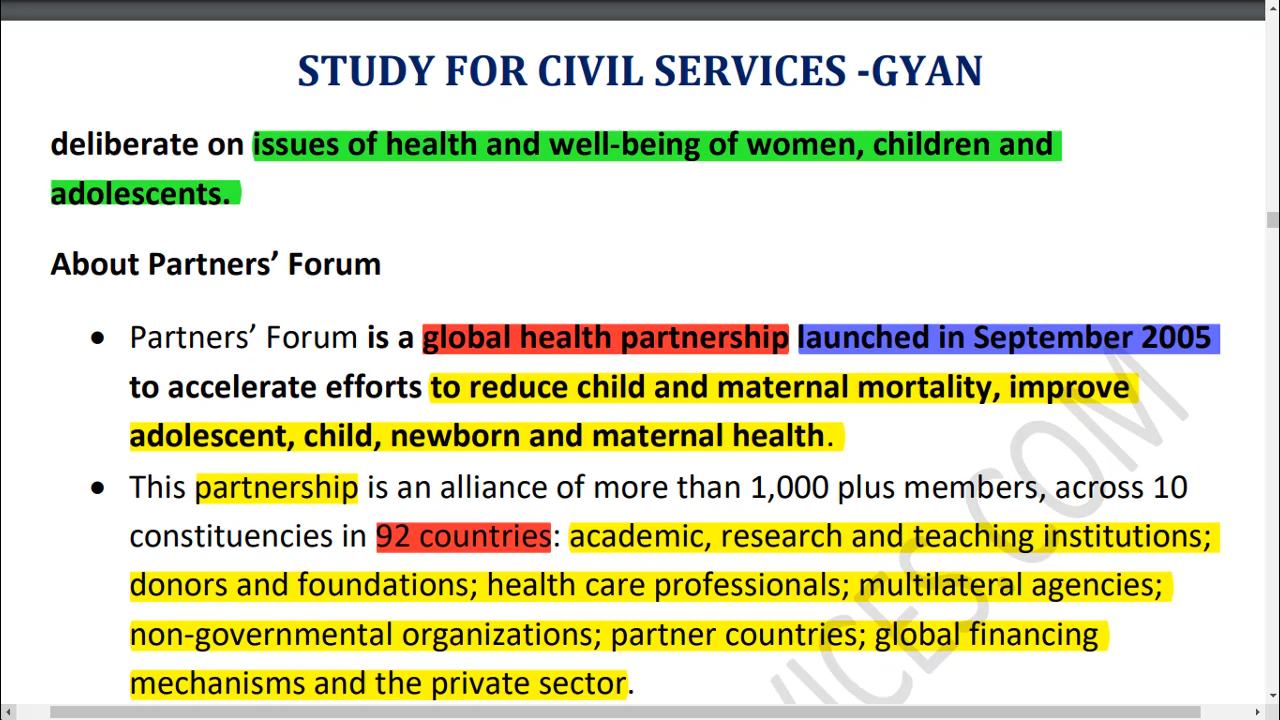 STUDY FOR CIVIL SERVICES -GYAN
deliberate on issues of health and well-being of women, children and
adolescents.
About Partners’ Forum
• Partners’ Forum is a global health partnership launched in September 2005
to accelerate efforts to reduce child and maternal mortality, improve
adolescent, child, newborn and maternal health.
• This partnership is an alliance of more than 1,000 plus members, across 10
constituencies in 92 countries: academic, research and teaching institutions;
donors and foundations; health care professionals; multilateral agencies;
non-governmental organizations; partner countries; global financing
mechanisms and the private sector.
VICES.COM